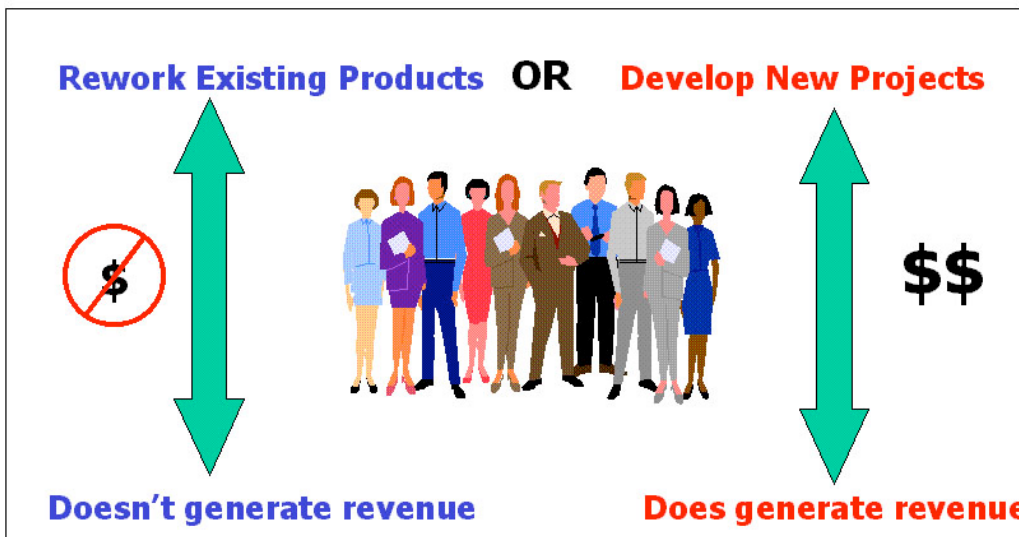 Rework Existing Products OR Develop New Projects
$
$$
Doesn't generate revenue
Does generate revenue